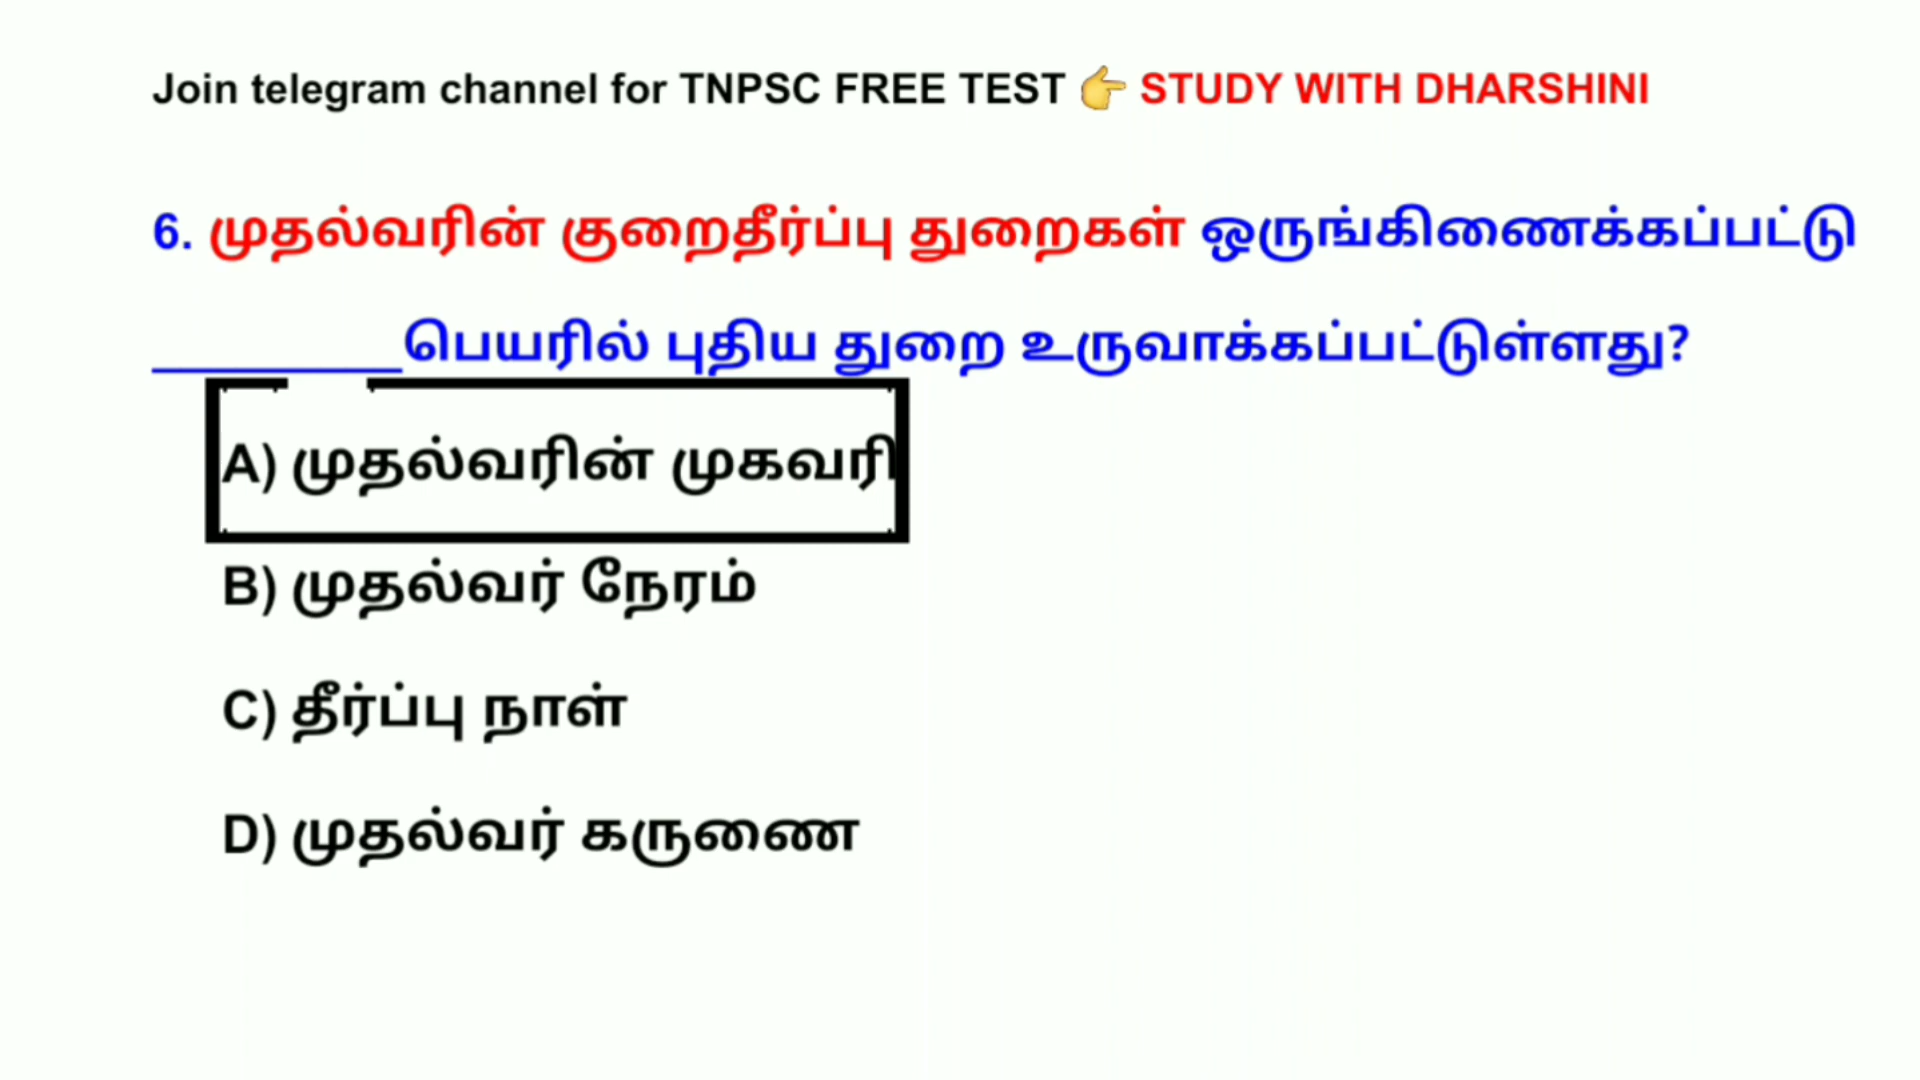 Join telegram channel for TNPSC FREE TEST 👉 STUDY WITH DHARSHINI
6. முதல்வரின் குறைதீர்ப்பு துறைகள் ஒருங்கிணைக்கப்பட்டு
__________பெயரில் புதிய துறை உருவாக்கப்பட்டுள்ளது?
A) முதல்வரின் முகவரி
B) முதல்வர் நேரம்
C) தீர்ப்பு நாள்
D) முதல்வர் கருணை